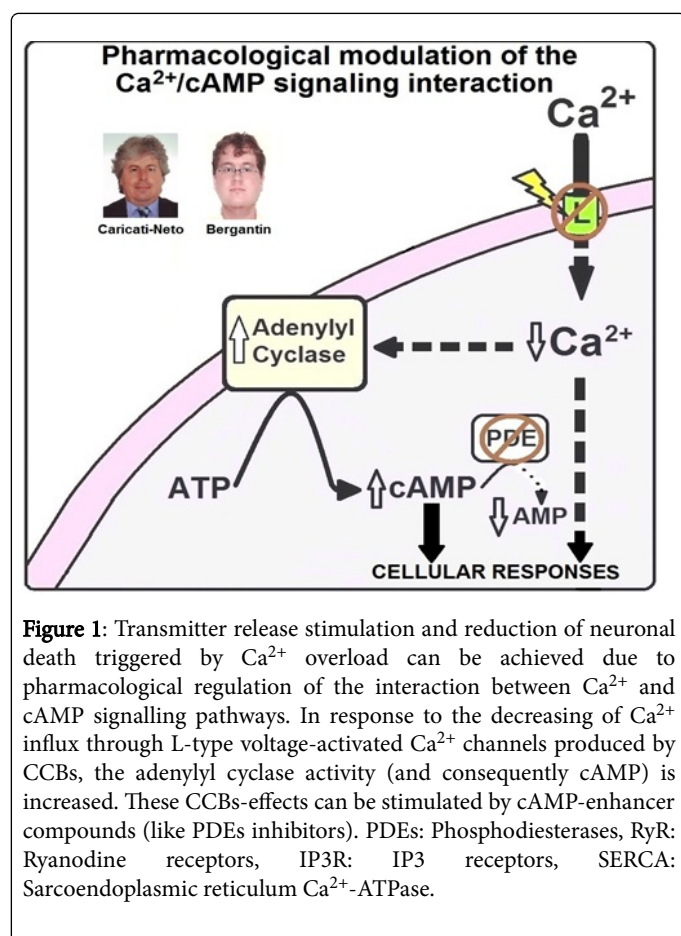 Pharmacological modulation of the
Ca²⁺/cAMP signaling interaction
Ca²⁺
Caricati-Neto Bergantin
L
Adenylyl
Cyclase
Ca²⁺
PDE
ATP
cAMP
AMP
CELLULAR RESPONSES
Figure 1: Transmitter release stimulation and reduction of neuronal
death triggered by Ca²⁺ overload can be achieved due to
pharmacological regulation of the interaction between Ca²⁺ and
cAMP signalling pathways. In response to the decreasing of Ca²⁺
influx through L-type voltage-activated Ca²⁺ channels produced by
CCBs, the adenylyl cyclase activity (and consequently cAMP) is
increased. These CCBs-effects can be stimulated by cAMP-enhancer
compounds (like PDEs inhibitors). PDEs: Phosphodiesterases, RyR:
Ryanodine receptors, IP3R: IP3 receptors, SERCA:
Sarcoendoplasmic reticulum Ca²⁺-ATPase.